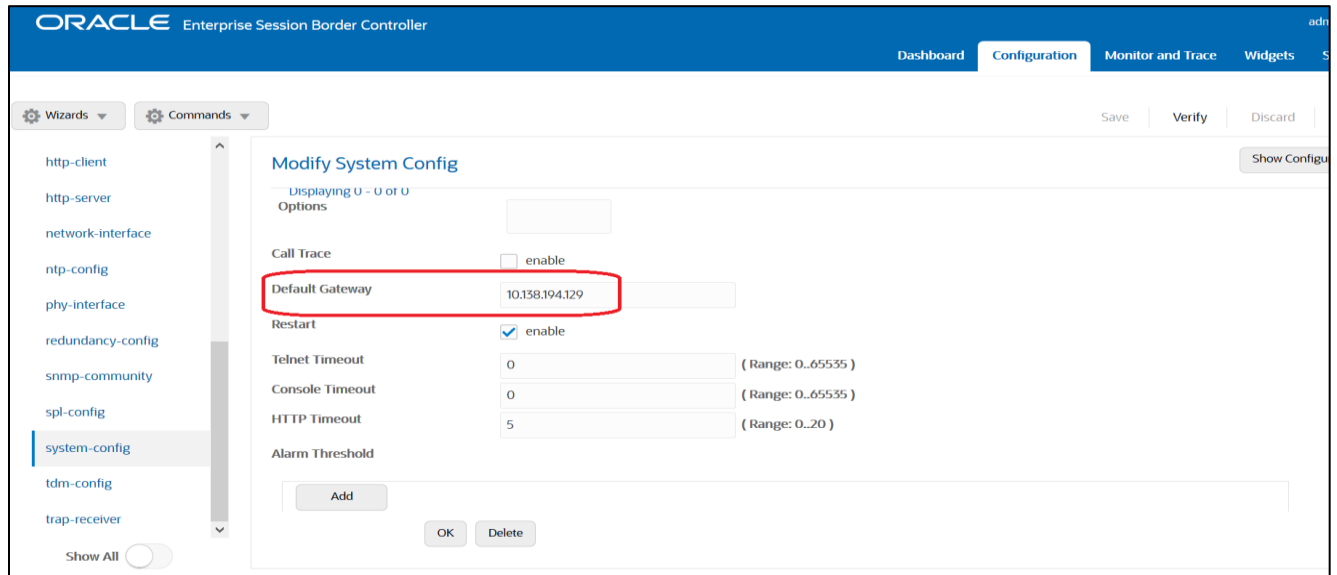 ORACLE Enterprise Session Border Controller
adn
Dashboard Configuration Monitor and Trace Widgets S
Wizards Commands
Save Verify Discard
http-client
http-server
network-interface
ntp-config
phy-interface
redundancy-config
snmp-community
spl-config
system-config
tdm-config
trap-receiver
Show All
Modify System Config
Show Configu
Displaying 0 - 0 of 0
Options
Call Trace enable
Default Gateway 10.138.194.129
Restart enable
Telnet Timeout 0 ( Range: 0..65535 )
Console Timeout 0 ( Range: 0..65535 )
HTTP Timeout 5 ( Range: 0..20 )
Alarm Threshold
Add
OK Delete